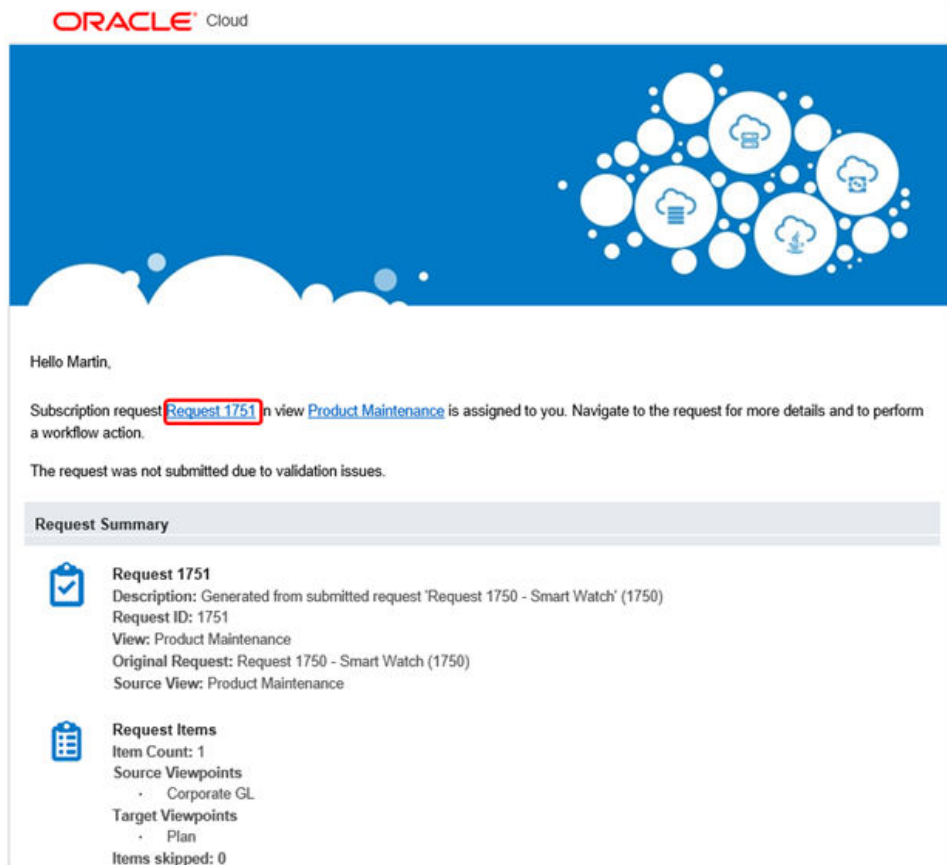 ORACLE® Cloud
Hello Martin,
Subscription request Request 1751 in view Product Maintenance is assigned to you. Navigate to the request for more details and to perform
a workflow action.
The request was not submitted due to validation issues.
Request Summary
Request 1751
Description: Generated from submitted request 'Request 1750 - Smart Watch' (1750)
Request ID: 1751
View: Product Maintenance
Original Request: Request 1750 - Smart Watch (1750)
Source View: Product Maintenance
Request Items
Item Count: 1
Source Viewpoints
· Corporate GL
Target Viewpoints
· Plan
Items skipped: 0